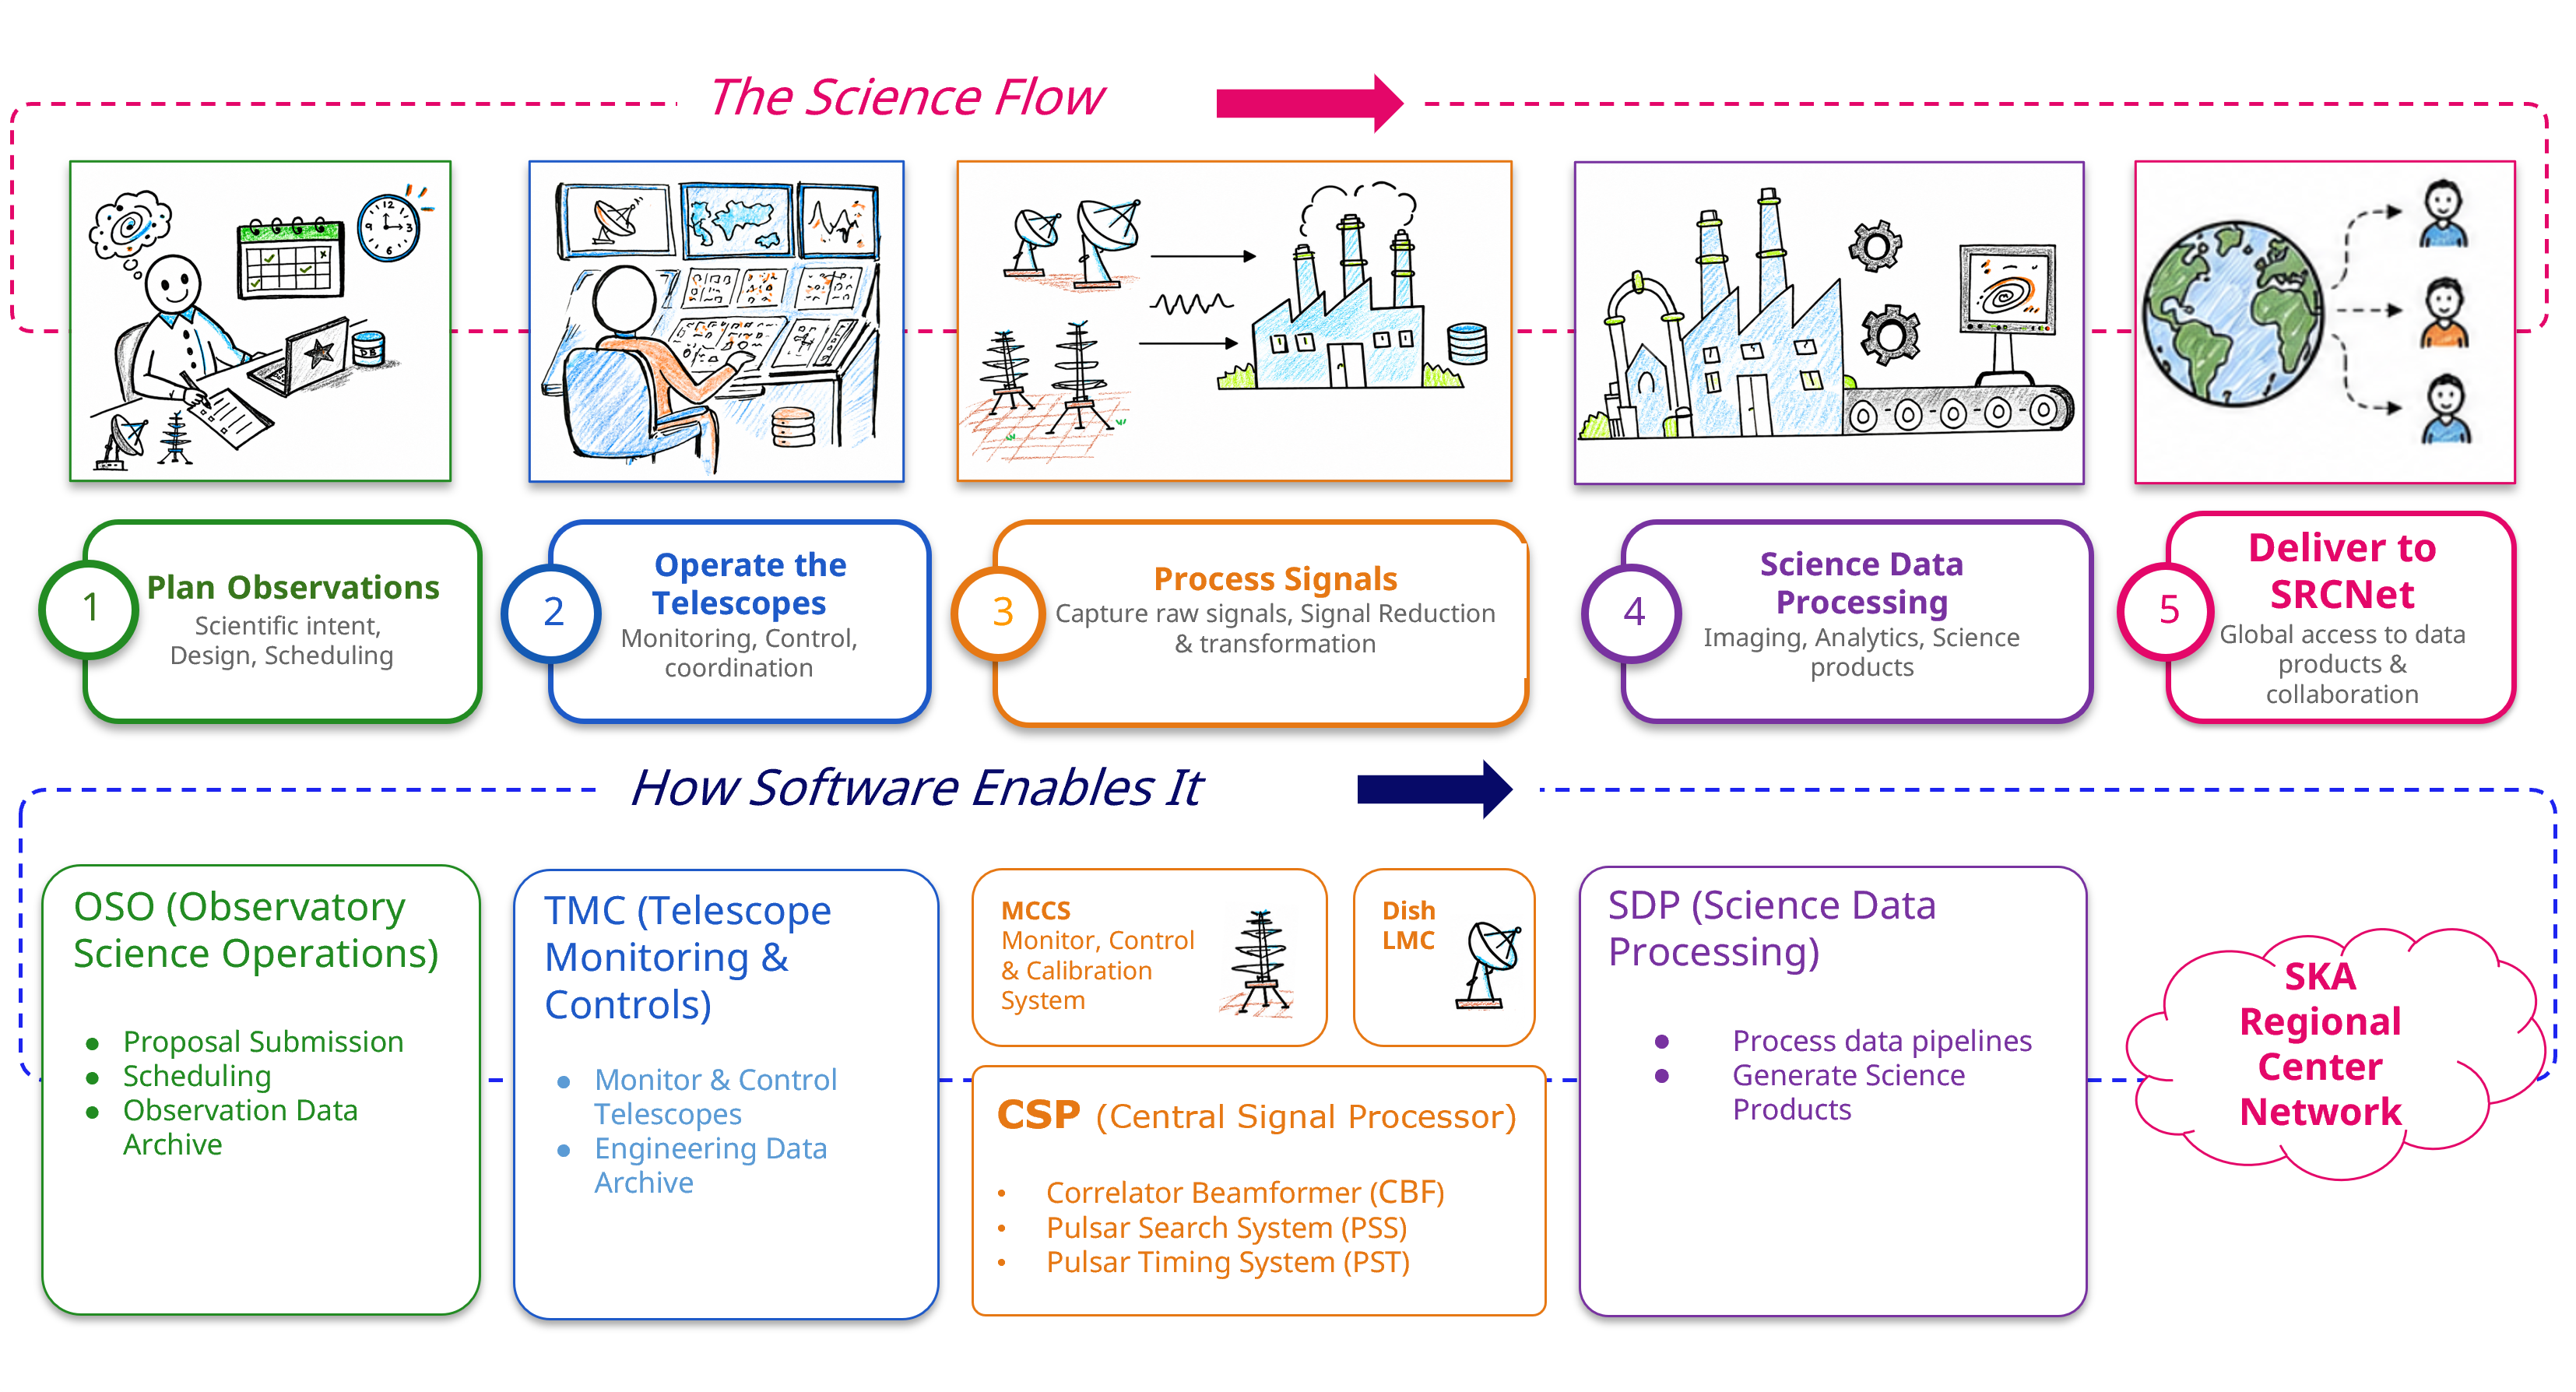 The Science Flow
12
3
6
9
x
DB
1
Plan Observations
Scientific intent,
Design, Scheduling
2
Operate the
Telescopes
Monitoring, Control,
coordination
3
Process Signals
Capture raw signals, Signal Reduction
& transformation
4
Science Data
Processing
Imaging, Analytics, Science
products
5
Deliver to
SRCNet
Global access to data
products &
collaboration
How Software Enables It
OSO (Observatory
Science Operations)
● Proposal Submission
● Scheduling
● Observation Data
Archive
TMC (Telescope
Monitoring &
Controls)
● Monitor & Control
Telescopes
● Engineering Data
Archive
MCCS
Monitor, Control
& Calibration
System
Dish
LMC
CSP (Central Signal Processor)
• Correlator Beamformer (CBF)
• Pulsar Search System (PSS)
• Pulsar Timing System (PST)
SDP (Science Data
Processing)
● Process data pipelines
● Generate Science
Products
SKA
Regional
Center
Network